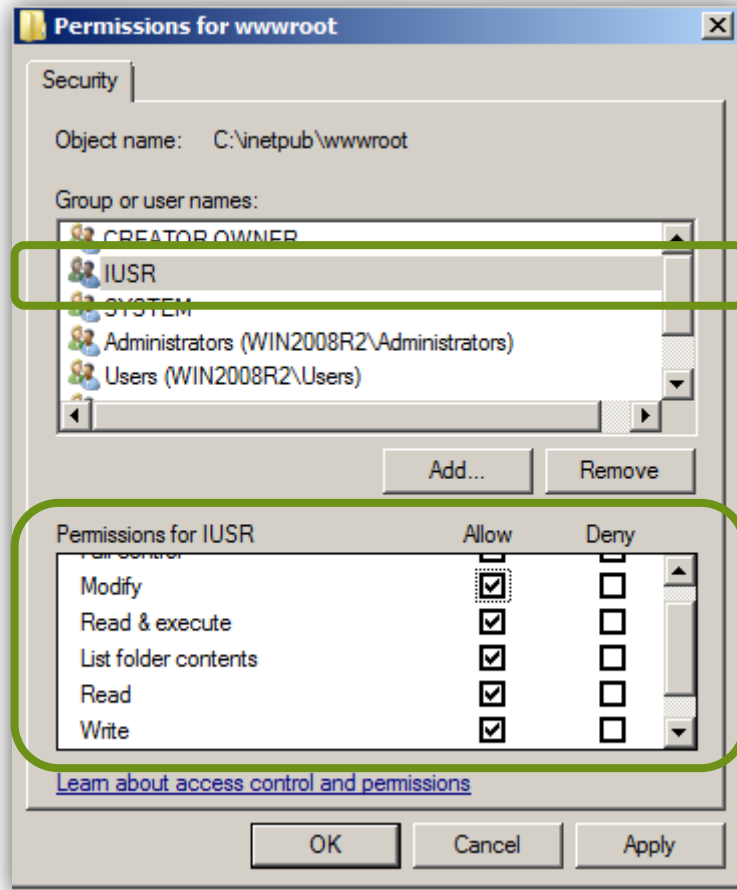 Permissions for wwwroot
Security
Object name: C:\inetpub\wwwroot
Group or user names:
CREATOR OWNER
IUSR
SYSTEM
Administrators (WIN2008R2\Administrators)
Users (WIN2008R2\Users)
Add... Remove
Permissions for IUSR Allow Deny
Full control
Modify
Read & execute
List folder contents
Read
Write
Learn about access control and permissions
OK Cancel Apply